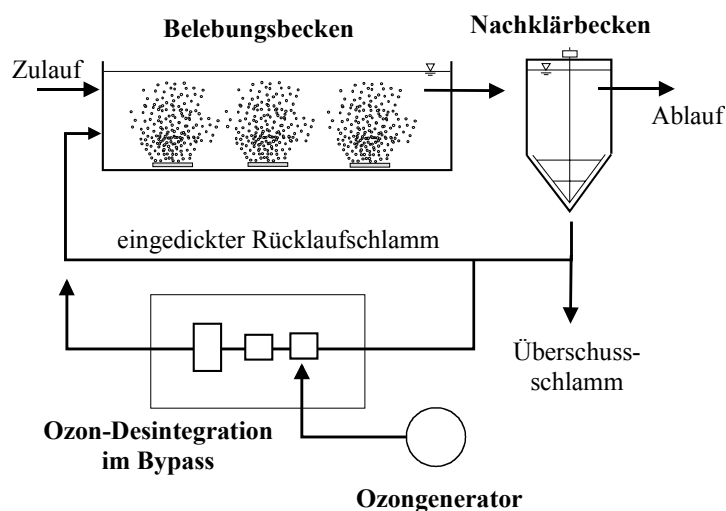 Belebungsbecken
Nachklärbecken
Zulauf
Ablauf
eingedickter Rücklaufschlamm
Überschuss-
schlamm
Ozon-Desintegration
im Bypass
Ozongenerator